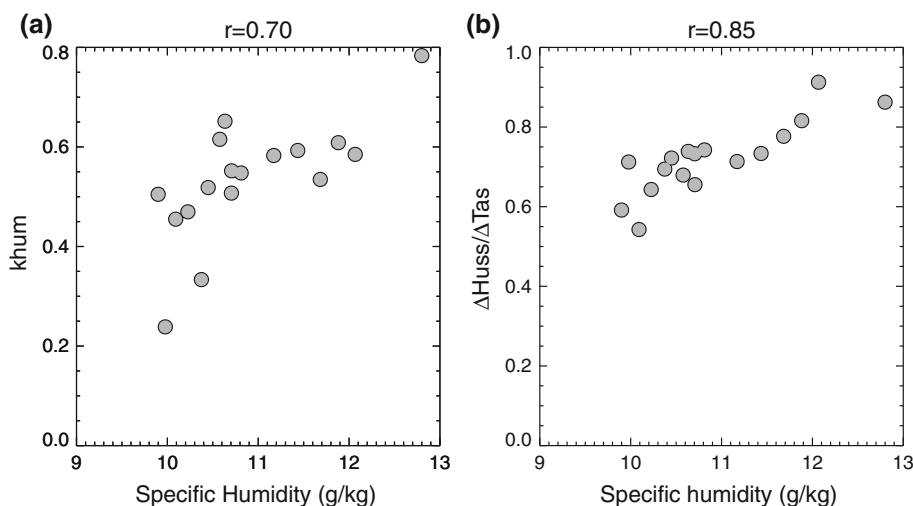 (a)
r=0.70
0.8
0.6
0.4
0.2
0.0
khum
9
10
11
12
13
Specific Humidity (g/kg)
(b)
r=0.85
1.0
0.8
0.6
0.4
0.2
0.0
ΔHuss/ΔTas
9
10
11
12
13
Specific humidity (g/kg)